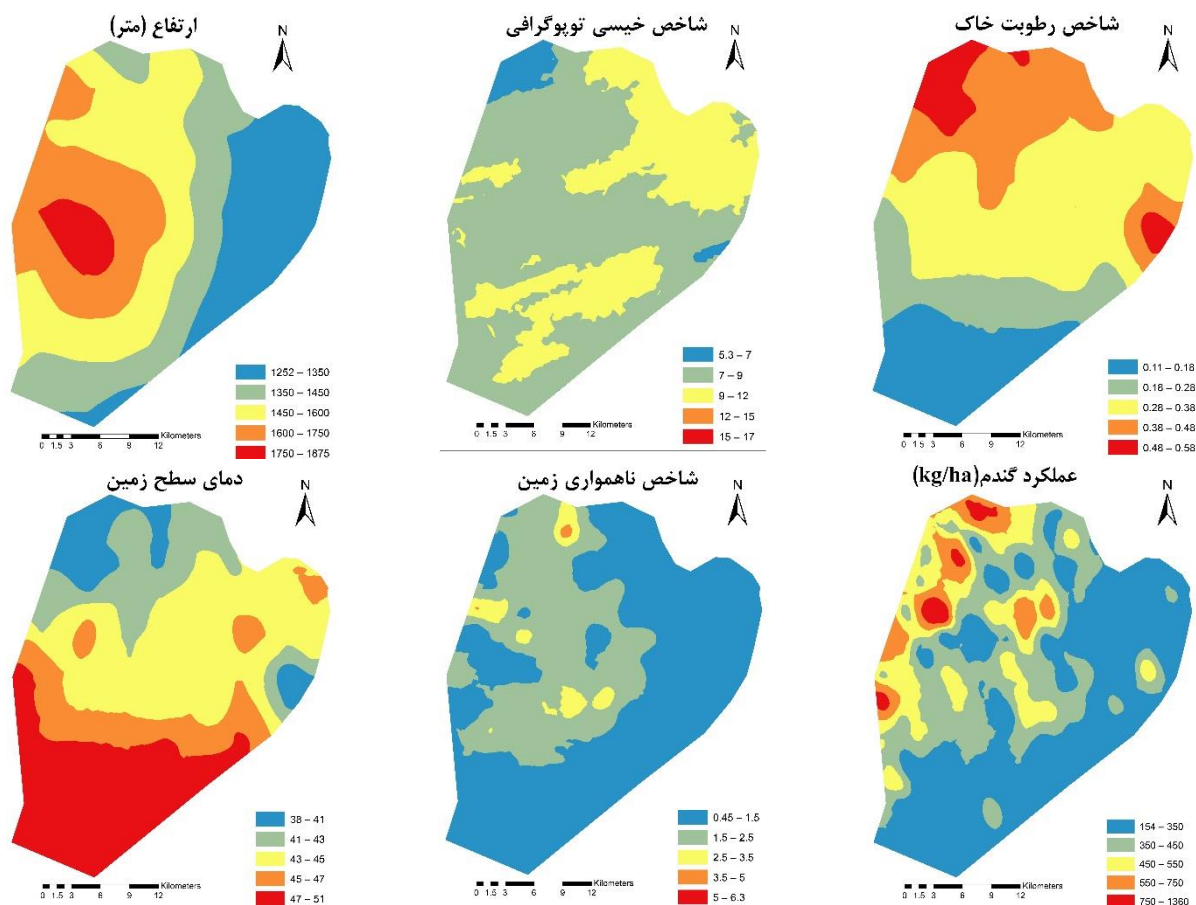 ارتفاع (متر)
N
1252 – 1350
1350 – 1450
1450 – 1600
1600 – 1750
1750 – 1875
Kilometers
0 1.5 3 6 9 12
شاخص خیسی توپوگرافی
N
5.3 – 7
7 – 9
9 – 12
12 – 15
15 – 17
Kilometers
0 1.5 3 6 9 12
شاخص رطوبت خاک
N
0.11 – 0.18
0.18 – 0.28
0.28 – 0.38
0.38 – 0.48
0.48 – 0.58
Kilometers
0 1.5 3 6 9 12
دمای سطح زمین
N
38 – 41
41 – 43
43 – 45
45 – 47
47 – 51
Kilometers
0 1.5 3 6 9 12
شاخص ناهمواری زمین
N
0.45 – 1.5
1.5 – 2.5
2.5 – 3.5
3.5 – 5
5 – 6.3
Kilometers
0 1.5 3 6 9 12
عملکرد گندم(kg/ha)
N
154 – 350
350 – 450
450 – 550
550 – 750
750 – 1360
Kilometers
0 1.5 3 6 9 12